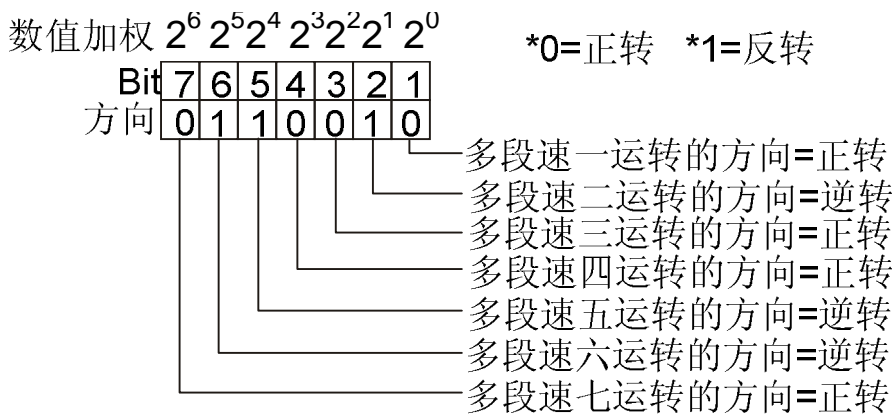 数值加权 2⁶ 2⁵ 2⁴ 2³ 2² 2¹ 2⁰ *0=正转 *1=反转
Bit 7 6 5 4 3 2 1
方向 0 1 1 0 0 1 0
多段速一运转的方向=正转
多段速二运转的方向=逆转
多段速三运转的方向=正转
多段速四运转的方向=正转
多段速五运转的方向=逆转
多段速六运转的方向=逆转
多段速七运转的方向=正转